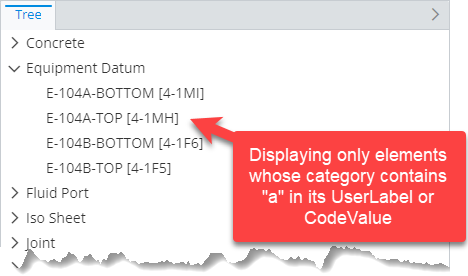 Tree
Concrete
Equipment Datum
E-104A-BOTTOM [4-1MI]
E-104A-TOP [4-1MH]
E-104B-BOTTOM [4-1F6]
E-104B-TOP [4-1F5]
Fluid Port
Iso Sheet
Joint
Displaying only elements
whose category contains
"a" in its UserLabel or
CodeValue